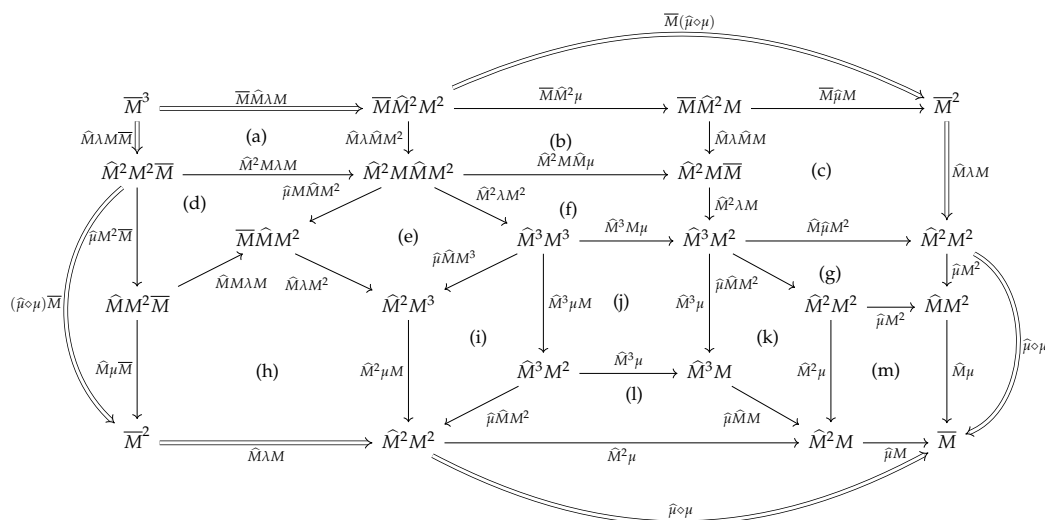 M̅(μ̂⋄μ)
M̅³ M̅M̂λM M̅M̂²M² M̅M̂²μ M̅M̂²M M̅μ̂M M̅²
M̂λMM̅ (a) M̂λM̂M² (b) M̂λM̂M
M̂²M²M̅ M̂²MλM M̂²MM̂M² M̂²MM̂μ M̂²MM̅ (c) M̂λM
(d) μ̂MM̂M² M̂²λM² (f) M̂²λM
μ̂M²M̅ M̅M̂M² (e) M̂³M³ M̂³Mμ M̂³M² M̂μ̂M² M̂²M²
M̂MλM M̂λM² μ̂M̂M³ μ̂M̂M² (g) μ̂M²
(μ̂⋄μ)M̅ M̂M²M̅ M̂²M³ M̂³μM (j) M̂³μ M̂²M² μ̂M² M̂M²
M̂μM̅ (h) M̂²μM (i) (k) M̂²μ (m) M̂μ μ̂⋄μ
M̂³M² M̂³μ M̂³M
μ̂M̂M² (l) μ̂M̂M
M̅² M̂λM M̂²M² M̂²μ M̂²M μ̂M M̅
μ̂⋄μ